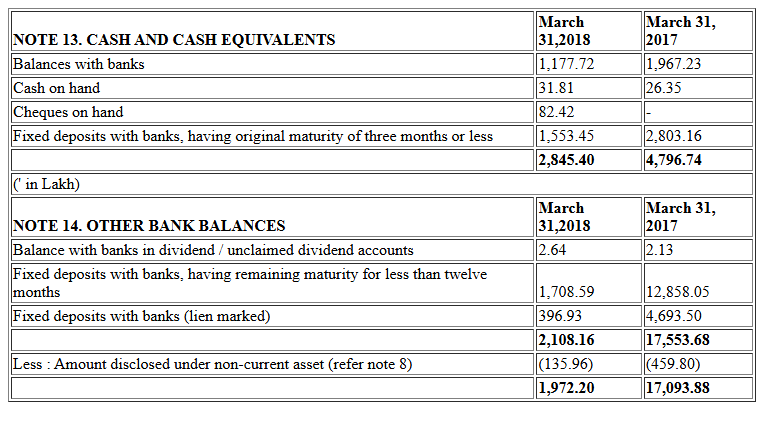 NOTE 13. CASH AND CASH EQUIVALENTS March 31,2018 March 31, 2017
Balances with banks 1,177.72 1,967.23
Cash on hand 31.81 26.35
Cheques on hand 82.42 -
Fixed deposits with banks, having original maturity of three months or less 1,553.45 2,803.16
2,845.40 4,796.74
(' in Lakh)
NOTE 14. OTHER BANK BALANCES March 31,2018 March 31, 2017
Balance with banks in dividend / unclaimed dividend accounts 2.64 2.13
Fixed deposits with banks, having remaining maturity for less than twelve
months 1,708.59 12,858.05
Fixed deposits with banks (lien marked) 396.93 4,693.50
2,108.16 17,553.68
Less : Amount disclosed under non-current asset (refer note 8) (135.96) (459.80)
1,972.20 17,093.88